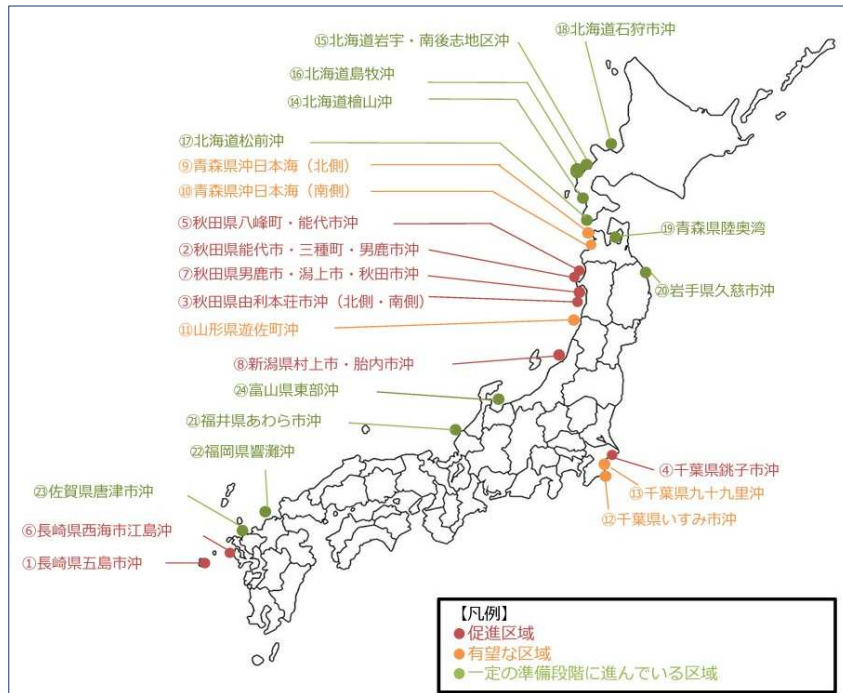 ⑱北海道石狩市沖
⑮北海道岩宇・南後志地区沖
⑯北海道島牧沖
⑭北海道檜山沖
⑰北海道松前沖
⑨青森県沖日本海（北側）
⑩青森県沖日本海（南側）
⑤秋田県八峰町・能代市沖
⑲青森県陸奥湾
②秋田県能代市・三種町・男鹿市沖
⑦秋田県男鹿市・潟上市・秋田市沖
⑳岩手県久慈市沖
③秋田県由利本荘市沖（北側・南側）
⑪山形県遊佐町沖
⑧新潟県村上市・胎内市沖
㉔富山県東部沖
㉑福井県あわら市沖
㉒福岡県響灘沖
④千葉県銚子市沖
㉓佐賀県唐津市沖
⑬千葉県九十九里沖
⑫千葉県いすみ市沖
⑥長崎県西海市江島沖
①長崎県五島市沖
【凡例】
促進区域
有望な区域
一定の準備段階に進んでいる区域